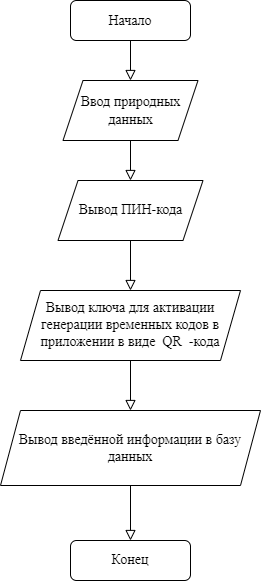 Начало
Ввод природных
данных
Вывод ПИН-кода
Вывод ключа для активации
генерации временных кодов в
приложении в виде QR -кода
Вывод введённой информации в базу
данных
Конец